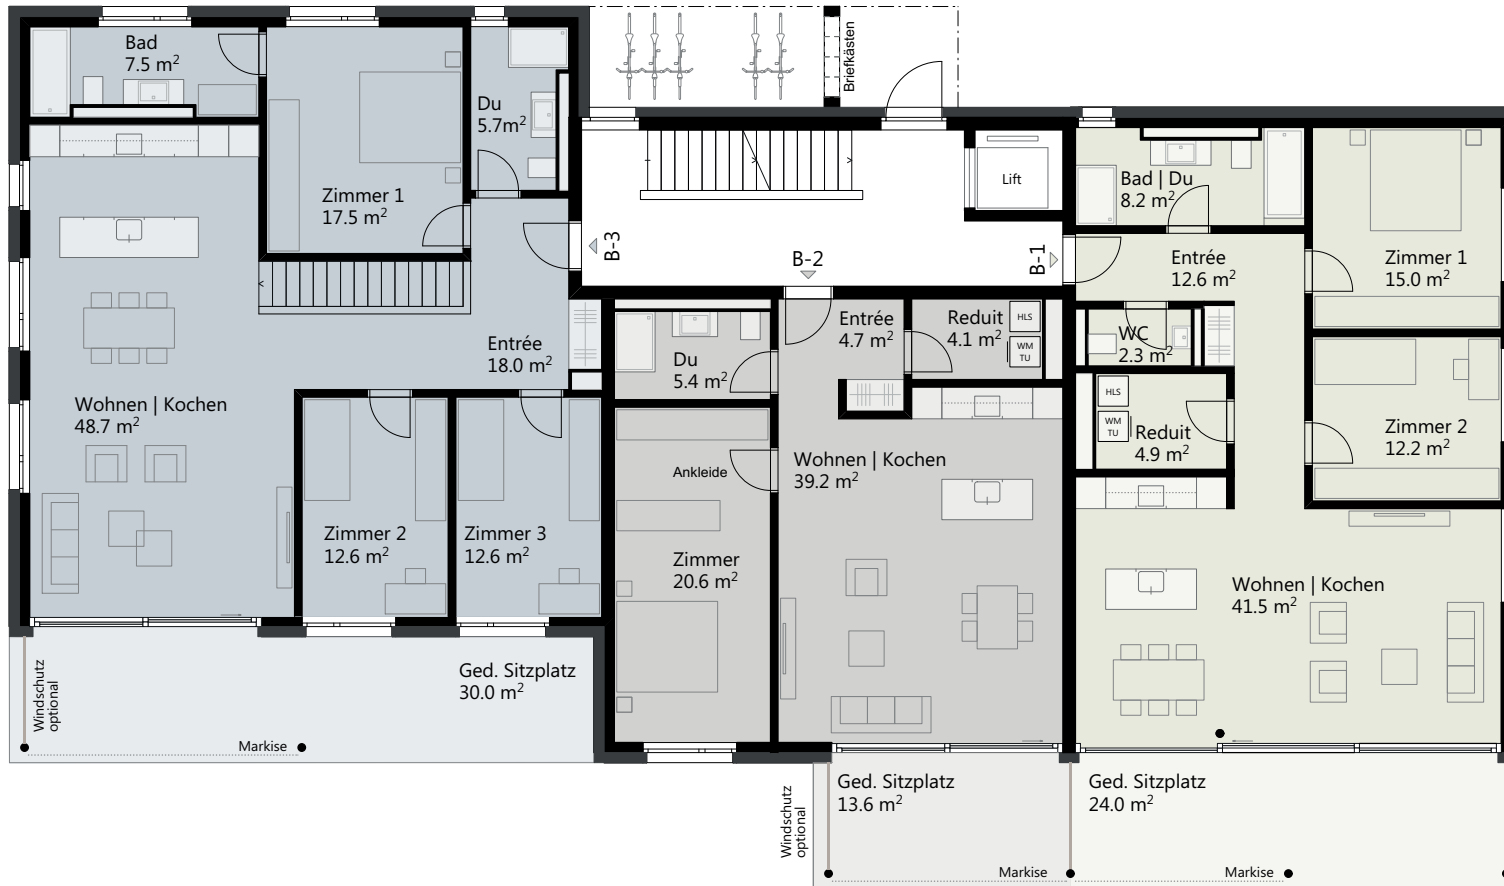 Bad
7.5 m²
Zimmer 1
17.5 m²
Du
5.7m²
Wohnen | Kochen
48.7 m²
Entrée
18.0 m²
Zimmer 2
12.6 m²
Zimmer 3
12.6 m²
Ged. Sitzplatz
30.0 m²
Windschutz
optional
Markise
Briefkästen
Lift
B-3
B-2
B-1
Du
5.4 m²
Entrée
4.7 m²
Reduit
4.1 m²
HLS
WM
TU
Ankleide
Zimmer
20.6 m²
Wohnen | Kochen
39.2 m²
Ged. Sitzplatz
13.6 m²
Windschutz
optional
Markise
Bad | Du
8.2 m²
Entrée
12.6 m²
Zimmer 1
15.0 m²
WC
2.3 m²
HLS
WM
TU
Reduit
4.9 m²
Zimmer 2
12.2 m²
Wohnen | Kochen
41.5 m²
Ged. Sitzplatz
24.0 m²
Markise